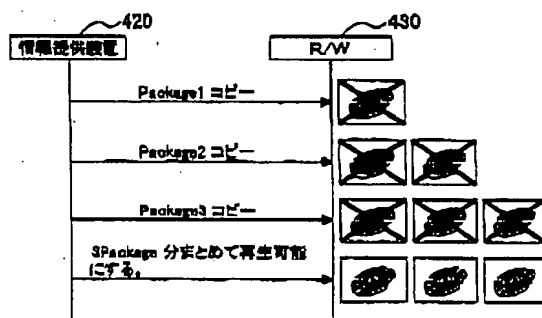 420
430
情報提供装置
R/W
Package1 コピー
Package2 コピー
Package3 コピー
3Package 分まとめて再生可能
にする。